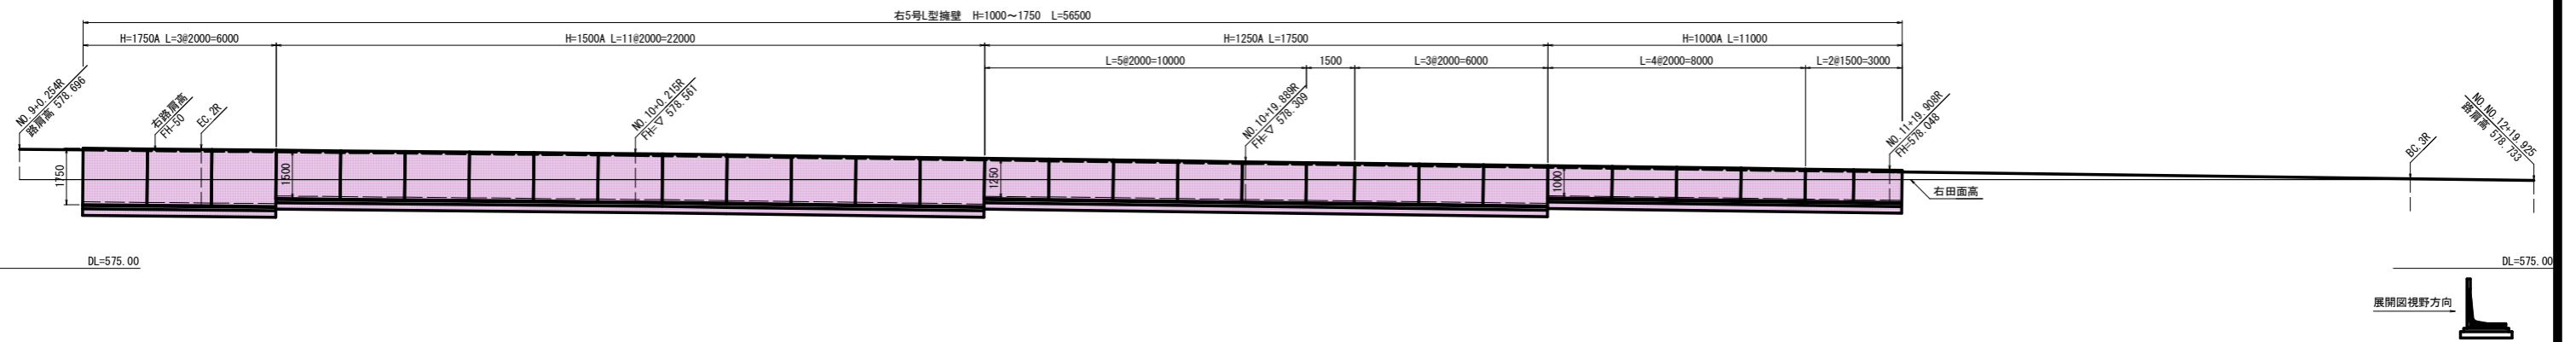 右5号L型擁壁 H=1000～1750 L=56500
H=1750A L=3@2000=6000
H=1500A L=11@2000=22000
H=1250A L=17500
H=1000A L=11000
L=5@2000=10000
1500
L=3@2000=6000
L=4@2000=8000
L=2@1500=3000
NO.9+0.254R
路肩高 578.696
右路肩高
FH-50
EC.2R
NO.10+0.215R
FH=▽ 578.561
NO.10+19.889R
FH=▽ 578.309
NO.11+19.908R
FH=578.048
BC.3R
NO.NO.12+19.925
路肩高 578.733
1750
1500
1250
1000
右田面高
DL=575.00
DL=575.00
展開図視野方向